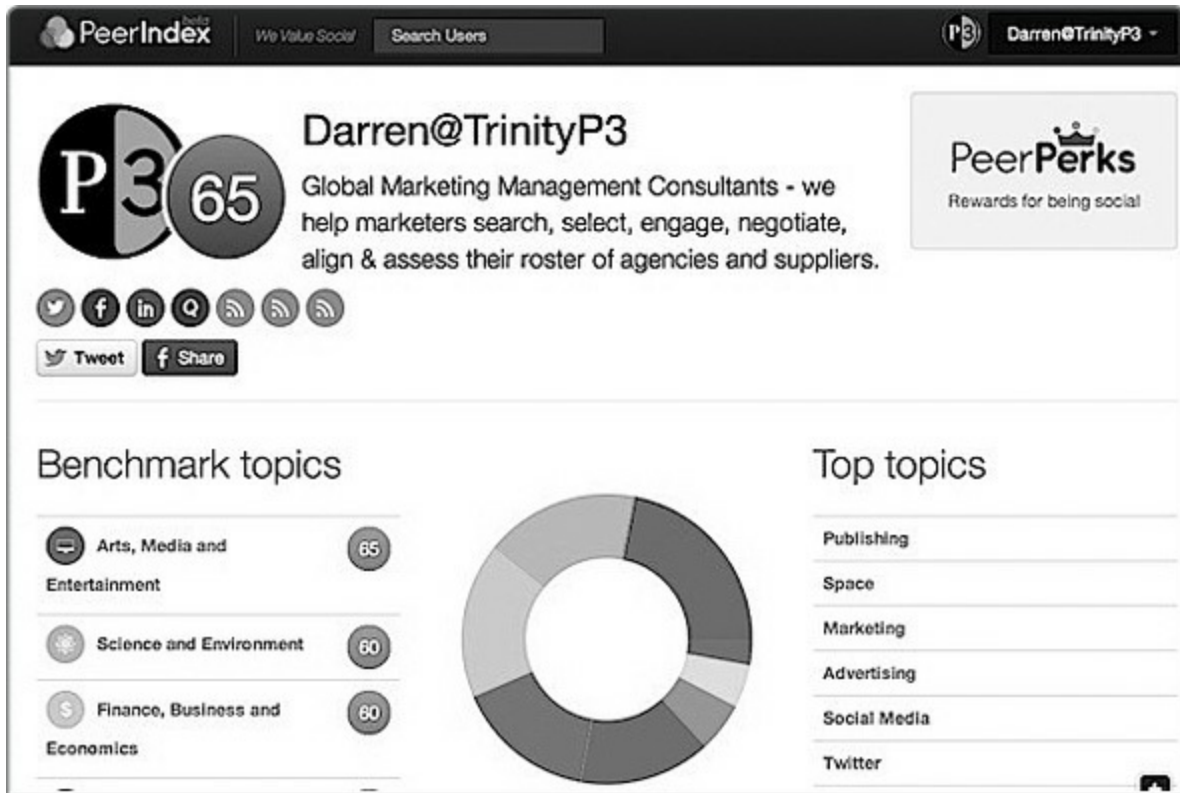 PeerIndex beta
We Value Social
Search Users
P3
Darren@TrinityP3
P3
65
Darren@TrinityP3
Global Marketing Management Consultants - we
help marketers search, select, engage, negotiate,
align & assess their roster of agencies and suppliers.
PeerPerks
Rewards for being social
f
in
Q
Tweet
f Share
Benchmark topics
Arts, Media and
Entertainment
65
Science and Environment
60
$
Finance, Business and
Economics
60
Top topics
Publishing
Space
Marketing
Advertising
Social Media
Twitter